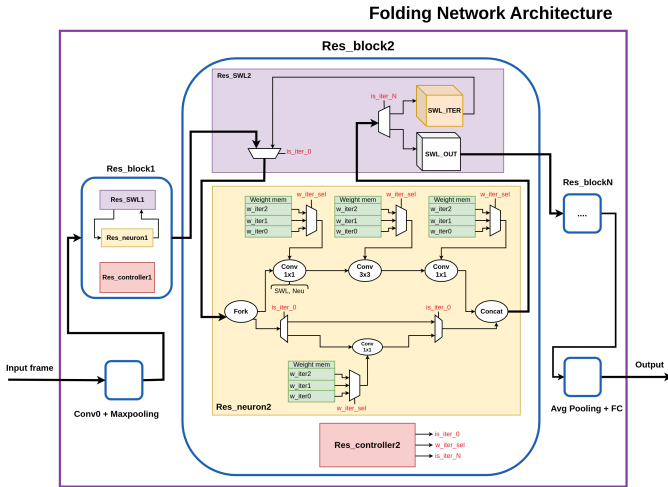 Folding Network Architecture
Res_block2
Res_SWL2
is_iter_N
SWL_ITER
SWL_OUT
is_iter_0
Res_block1
Res_SWL1
Res_neuron1
Res_controller1
Res_blockN
....
w_iter_sel
w_iter_sel
w_iter_sel
Weight mem
w_iter2
w_iter1
w_iter0
Weight mem
w_iter2
w_iter1
w_iter0
Weight mem
w_iter2
w_iter1
w_iter0
Conv
1x1
Conv
3x3
Conv
1x1
SWL, Neu
Fork
is_iter_0
is_iter_0
Concat
Conv
1x1
Weight mem
w_iter2
w_iter1
w_iter0
w_iter_sel
Res_neuron2
Input frame
Conv0 + Maxpooling
Output
Avg Pooling + FC
Res_controller2
is_iter_0
w_iter_sel
is_iter_N